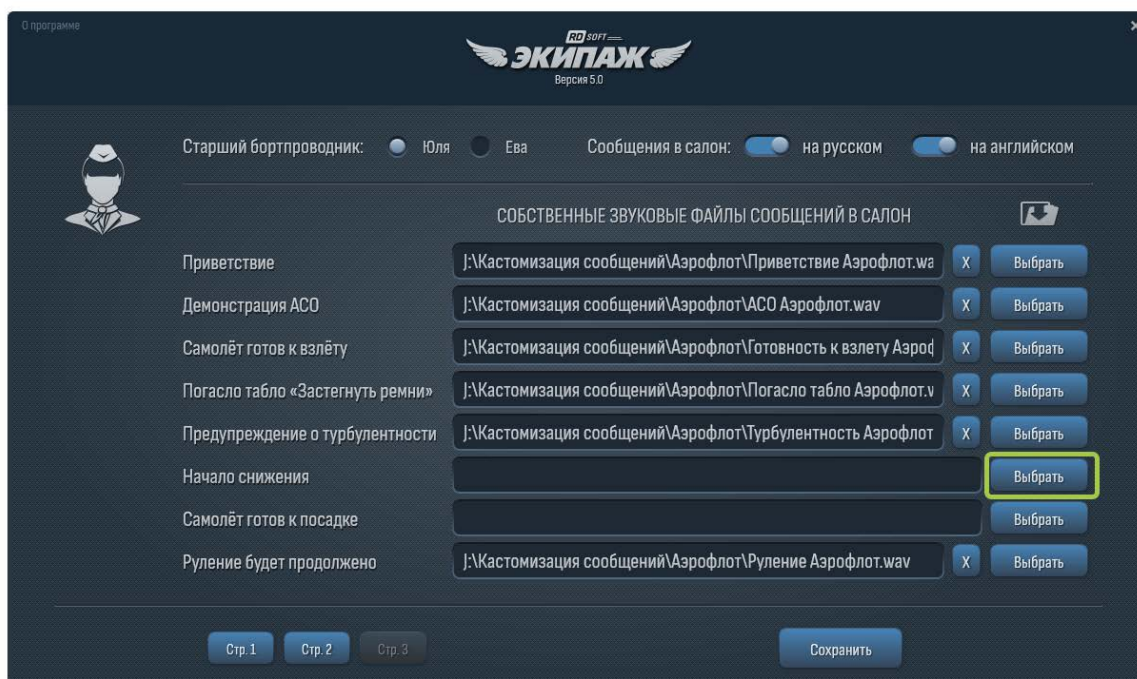 О программе
RD SOFT
ЭКИПАЖ
Версия 5.0
Старший бортпроводник: Юля Ева Сообщения в салон: на русском на английском
СОБСТВЕННЫЕ ЗВУКОВЫЕ ФАЙЛЫ СООБЩЕНИЙ В САЛОН
Приветствие J:\Кастомизация сообщений\Аэрофлот\Приветствие Аэрофлот.wa X Выбрать
Демонстрация АСО J:\Кастомизация сообщений\Аэрофлот\АСО Аэрофлот.wav X Выбрать
Самолёт готов к взлёту J:\Кастомизация сообщений\Аэрофлот\Готовность к взлету Аэроф X Выбрать
Погасло табло «Застегнуть ремни» J:\Кастомизация сообщений\Аэрофлот\Погасло табло Аэрофлот.w X Выбрать
Предупреждение о турбулентности J:\Кастомизация сообщений\Аэрофлот\Турбулентность Аэрофлот X Выбрать
Начало снижения Выбрать
Самолёт готов к посадке Выбрать
Руление будет продолжено J:\Кастомизация сообщений\Аэрофлот\Руление Аэрофлот.wav X Выбрать
Стр. 1 Стр. 2 Стр. 3 Сохранить